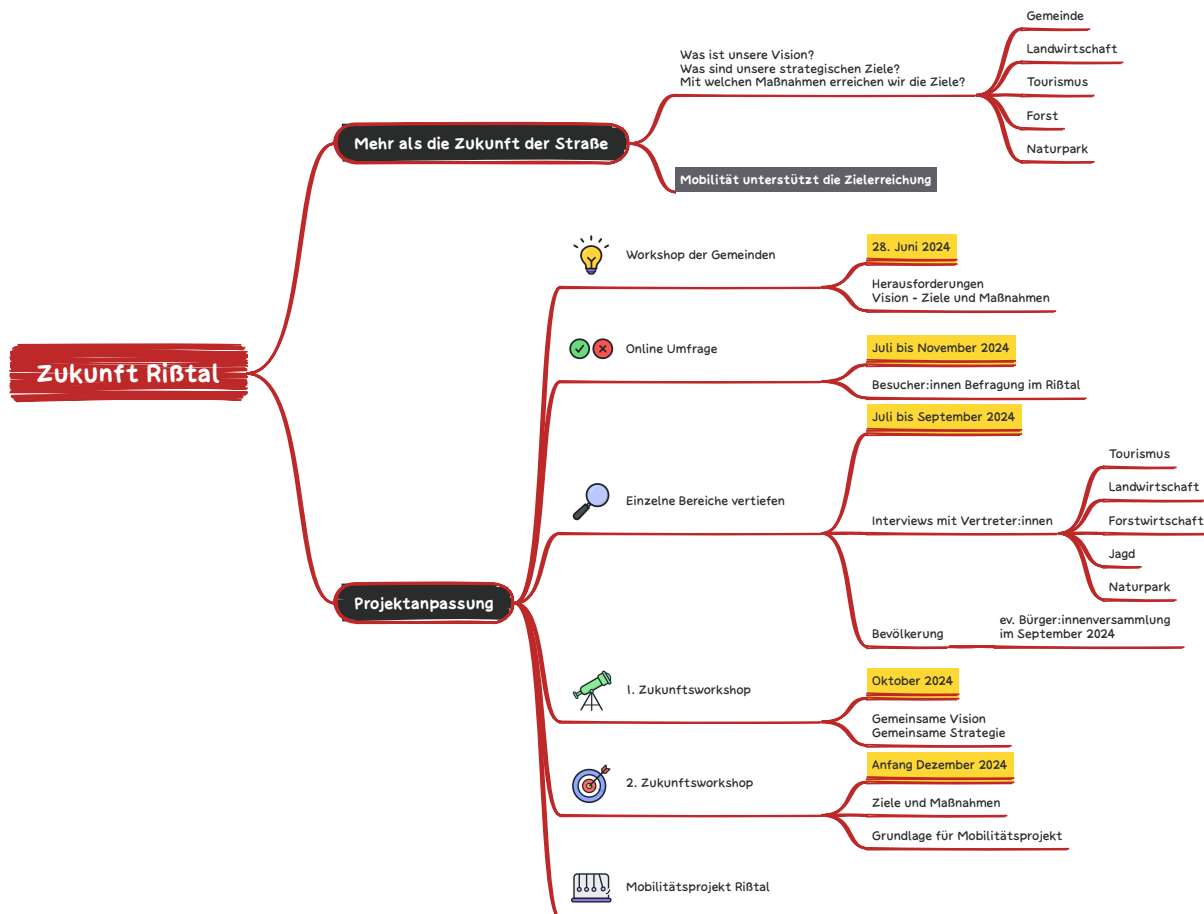 Zukunft Rißtal
Mehr als die Zukunft der Straße
Was ist unsere Vision?
Was sind unsere strategischen Ziele?
Mit welchen Maßnahmen erreichen wir die Ziele?
Gemeinde
Landwirtschaft
Tourismus
Forst
Naturpark
Mobilität unterstützt die Zielerreichung
Projektanpassung
Workshop der Gemeinden
28. Juni 2024
Herausforderungen
Vision - Ziele und Maßnahmen
Online Umfrage
Juli bis November 2024
Besucher:innen Befragung im Rißtal
Einzelne Bereiche vertiefen
Juli bis September 2024
Interviews mit Vertreter:innen
Tourismus
Landwirtschaft
Forstwirtschaft
Jagd
Naturpark
Bevölkerung
ev. Bürger:innenversammlung
im September 2024
1. Zukunftsworkshop
Oktober 2024
Gemeinsame Vision
Gemeinsame Strategie
2. Zukunftsworkshop
Anfang Dezember 2024
Ziele und Maßnahmen
Grundlage für Mobilitätsprojekt
Mobilitätsprojekt Rißtal